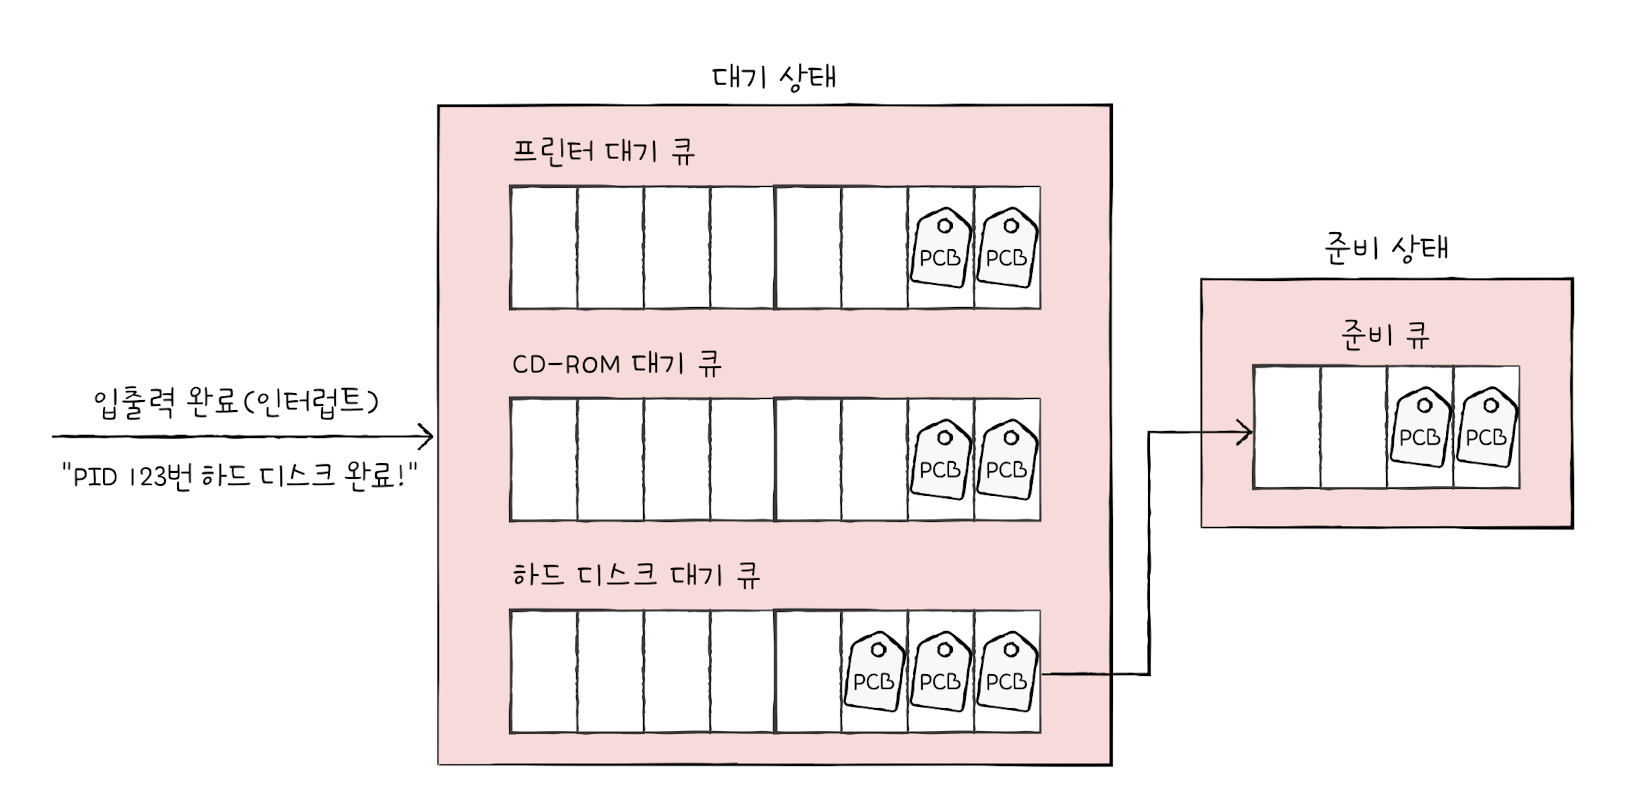 대기 상태
프린터 대기 큐
PCB PCB
CD-ROM 대기 큐
PCB PCB
하드 디스크 대기 큐
PCB PCB PCB
입출력 완료(인터럽트)
"PID 123번 하드 디스크 완료!"
준비 상태
준비 큐
PCB PCB